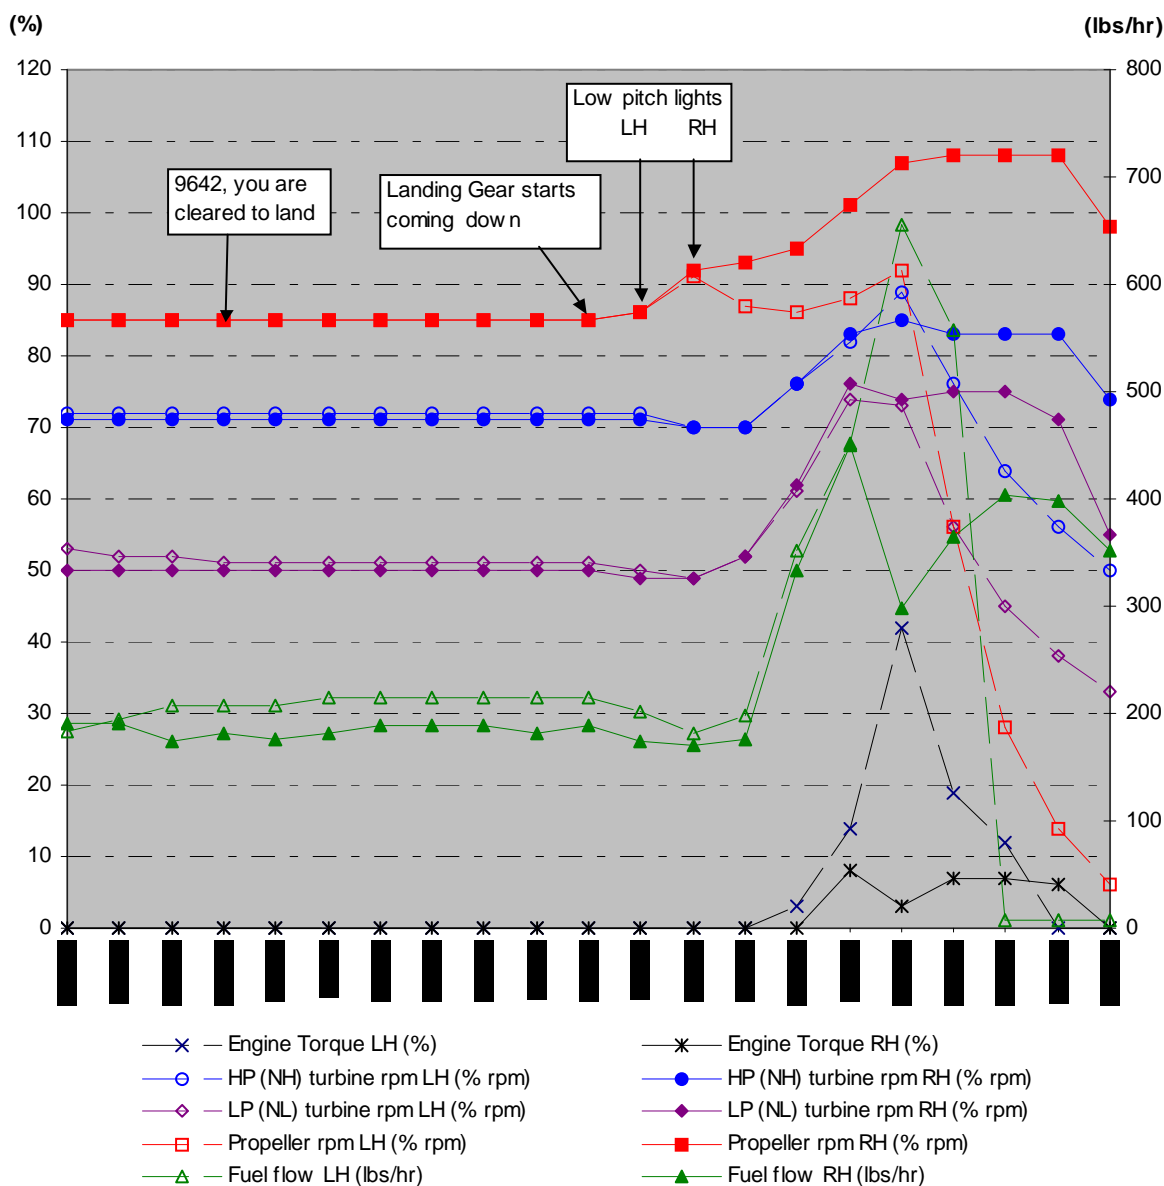 (%)
(lbs/hr)
120
110
100
90
80
70
60
50
40
30
20
10
0
800
700
600
500
400
300
200
100
0
Low pitch lights
LH RH
9642, you are
cleared to land
Landing Gear starts
coming down
Engine Torque LH (%)
Engine Torque RH (%)
HP (NH) turbine rpm LH (% rpm)
HP (NH) turbine rpm RH (% rpm)
LP (NL) turbine rpm LH (% rpm)
LP (NL) turbine rpm RH (% rpm)
Propeller rpm LH (% rpm)
Propeller rpm RH (% rpm)
Fuel flow LH (lbs/hr)
Fuel flow RH (lbs/hr)